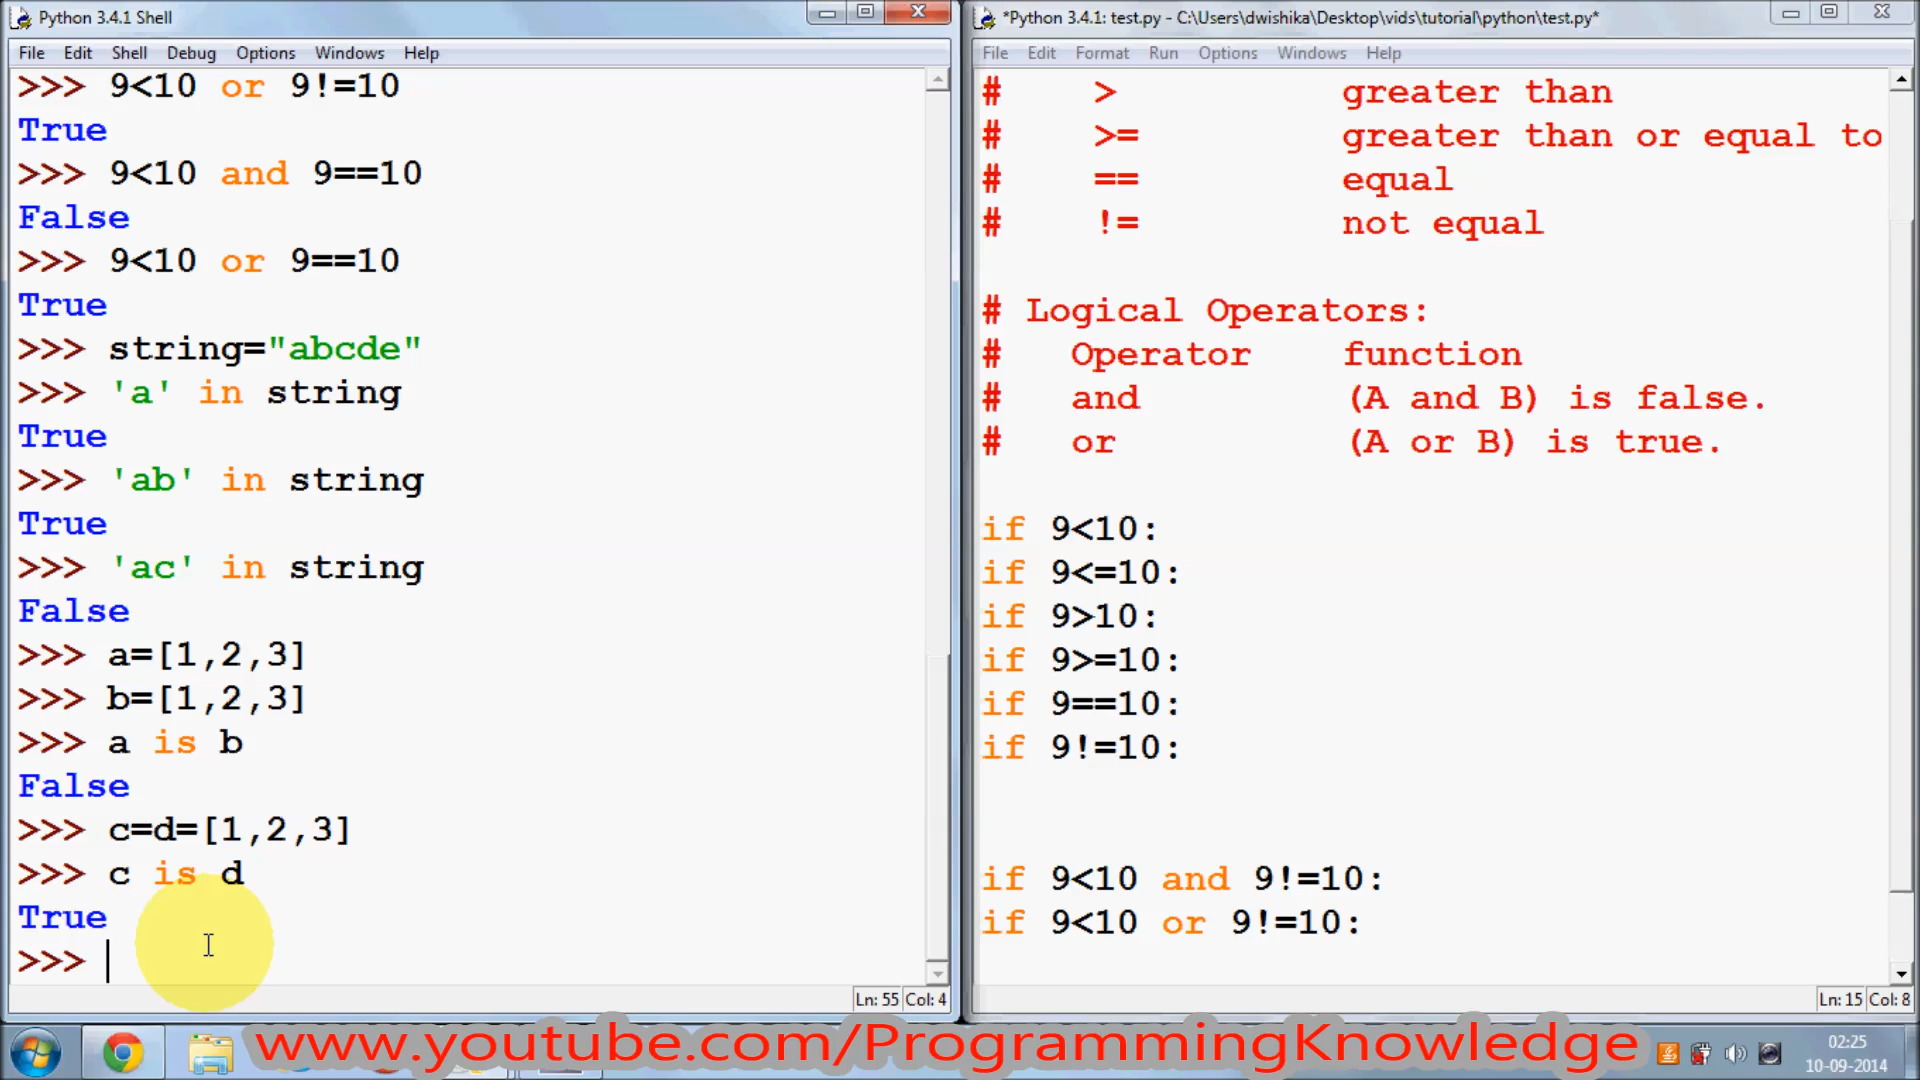 Python 3.4.1 Shell
File Edit Shell Debug Options Windows Help
>>> 9<10 or 9!=10
True
>>> 9<10 and 9==10
False
>>> 9<10 or 9==10
True
>>> string="abcde"
>>> 'a' in string
True
>>> 'ab' in string
True
>>> 'ac' in string
False
>>> a=[1,2,3]
>>> b=[1,2,3]
>>> a is b
False
>>> c=d=[1,2,3]
>>> c is d
True
>>>
Ln: 55 Col: 4
*Python 3.4.1: test.py - C:\Users\dwishika\Desktop\vids\tutorial\python\test.py*
File Edit Format Run Options Windows Help
# > greater than
# >= greater than or equal to
# == equal
# != not equal
# Logical Operators:
# Operator function
# and (A and B) is false.
# or (A or B) is true.
if 9<10:
if 9<=10:
if 9>10:
if 9>=10:
if 9==10:
if 9!=10:
if 9<10 and 9!=10:
if 9<10 or 9!=10:
Ln: 15 Col: 8
www.youtube.com/ProgrammingKnowledge
02:25
10-09-2014